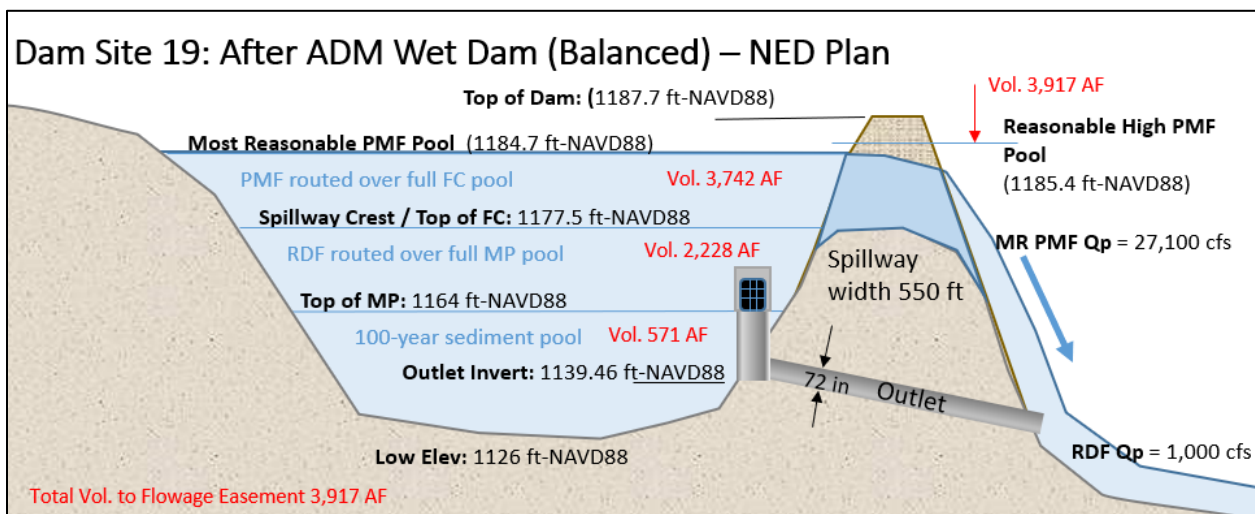 Dam Site 19: After ADM Wet Dam (Balanced) – NED Plan
Top of Dam: (1187.7 ft-NAVD88)
Vol. 3,917 AF
Reasonable High PMF
Pool
(1185.4 ft-NAVD88)
Most Reasonable PMF Pool (1184.7 ft-NAVD88)
PMF routed over full FC pool
Vol. 3,742 AF
Spillway Crest / Top of FC: 1177.5 ft-NAVD88
MR PMF Qp = 27,100 cfs
RDF routed over full MP pool
Vol. 2,228 AF
Spillway
width 550 ft
Top of MP: 1164 ft-NAVD88
100-year sediment pool
Vol. 571 AF
Outlet Invert: 1139.46 ft-NAVD88
72 in
Outlet
Low Elev: 1126 ft-NAVD88
RDF Qp = 1,000 cfs
Total Vol. to Flowage Easement 3,917 AF